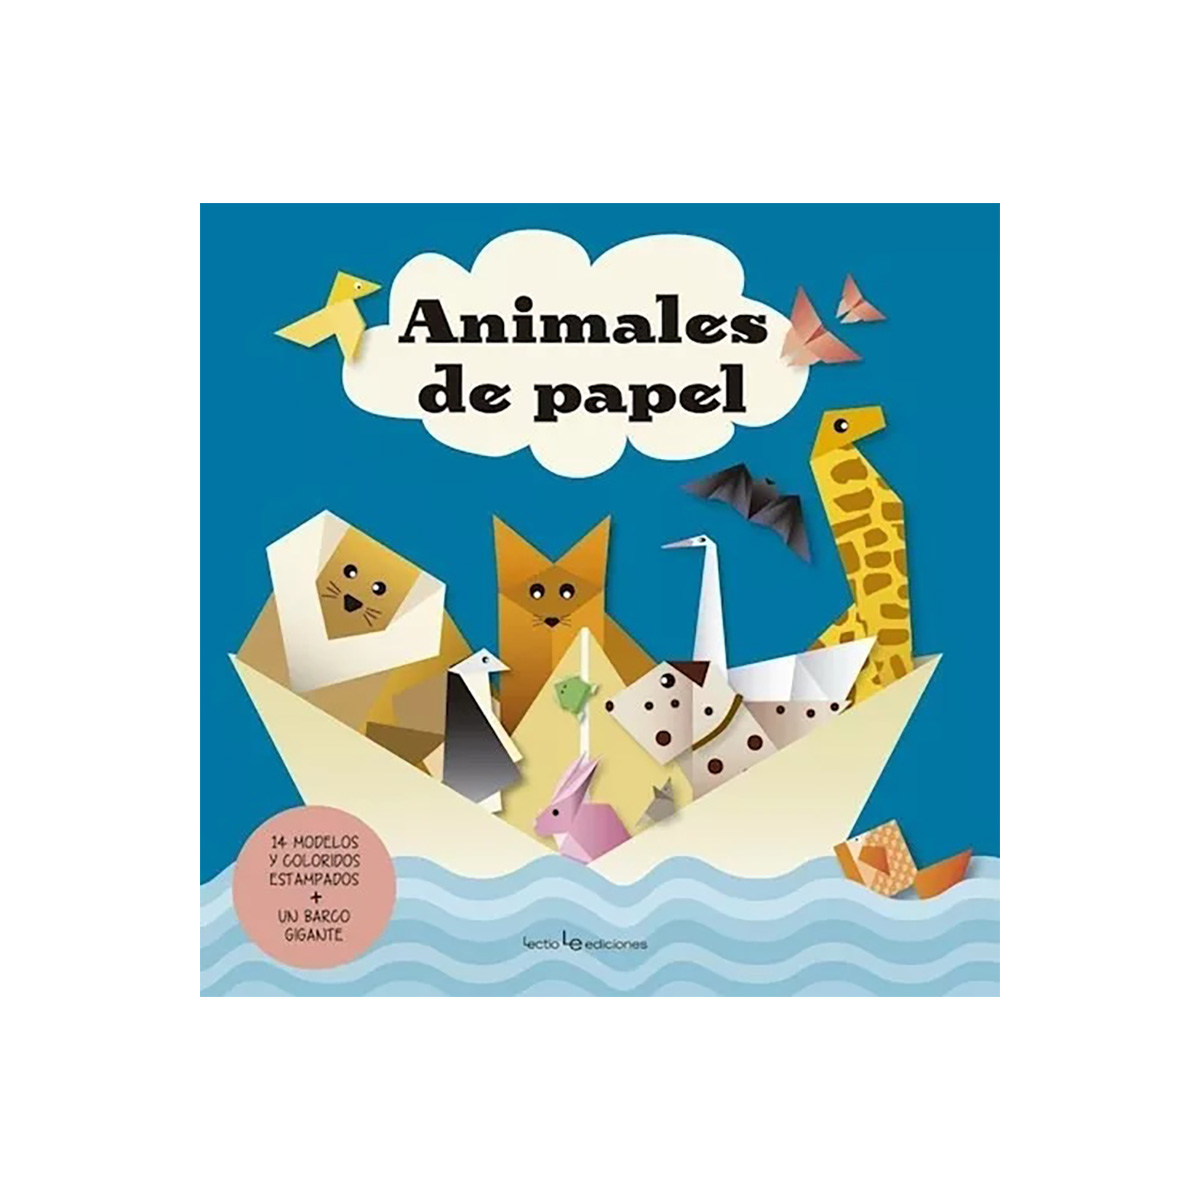 Animales
de papel
14 MODELOS
Y COLORIDOS
ESTAMPADOS
+
UN BARCO
GIGANTE
Lectio Le ediciones